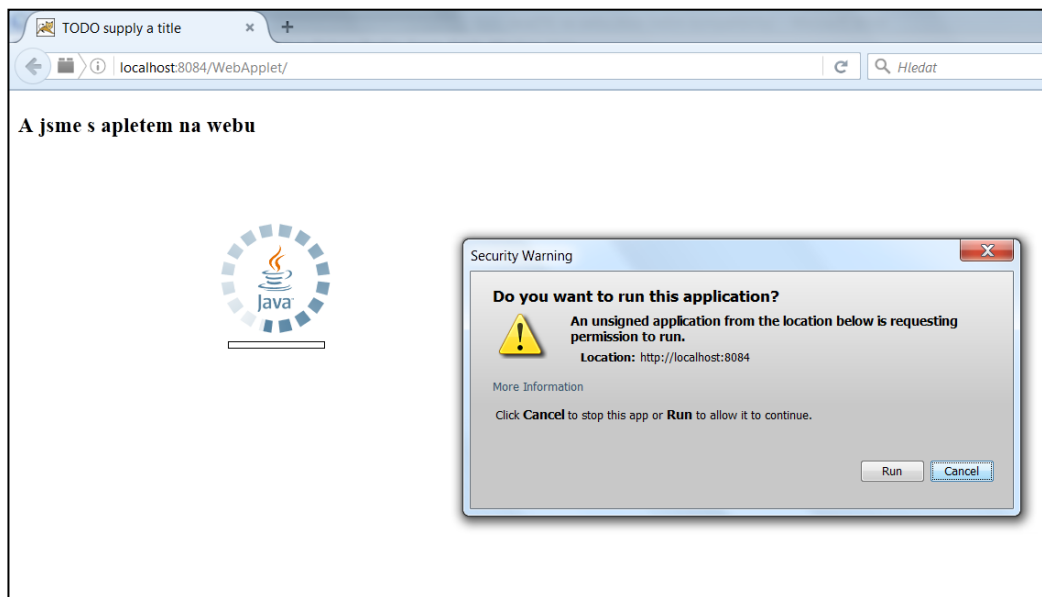 TODO supply a title
localhost:8084/WebApplet/
Hledat
A jsme s apletem na webu
Java
Security Warning
Do you want to run this application?
An unsigned application from the location below is requesting
permission to run.
Location: http://localhost:8084
More Information
Click Cancel to stop this app or Run to allow it to continue.
Run Cancel